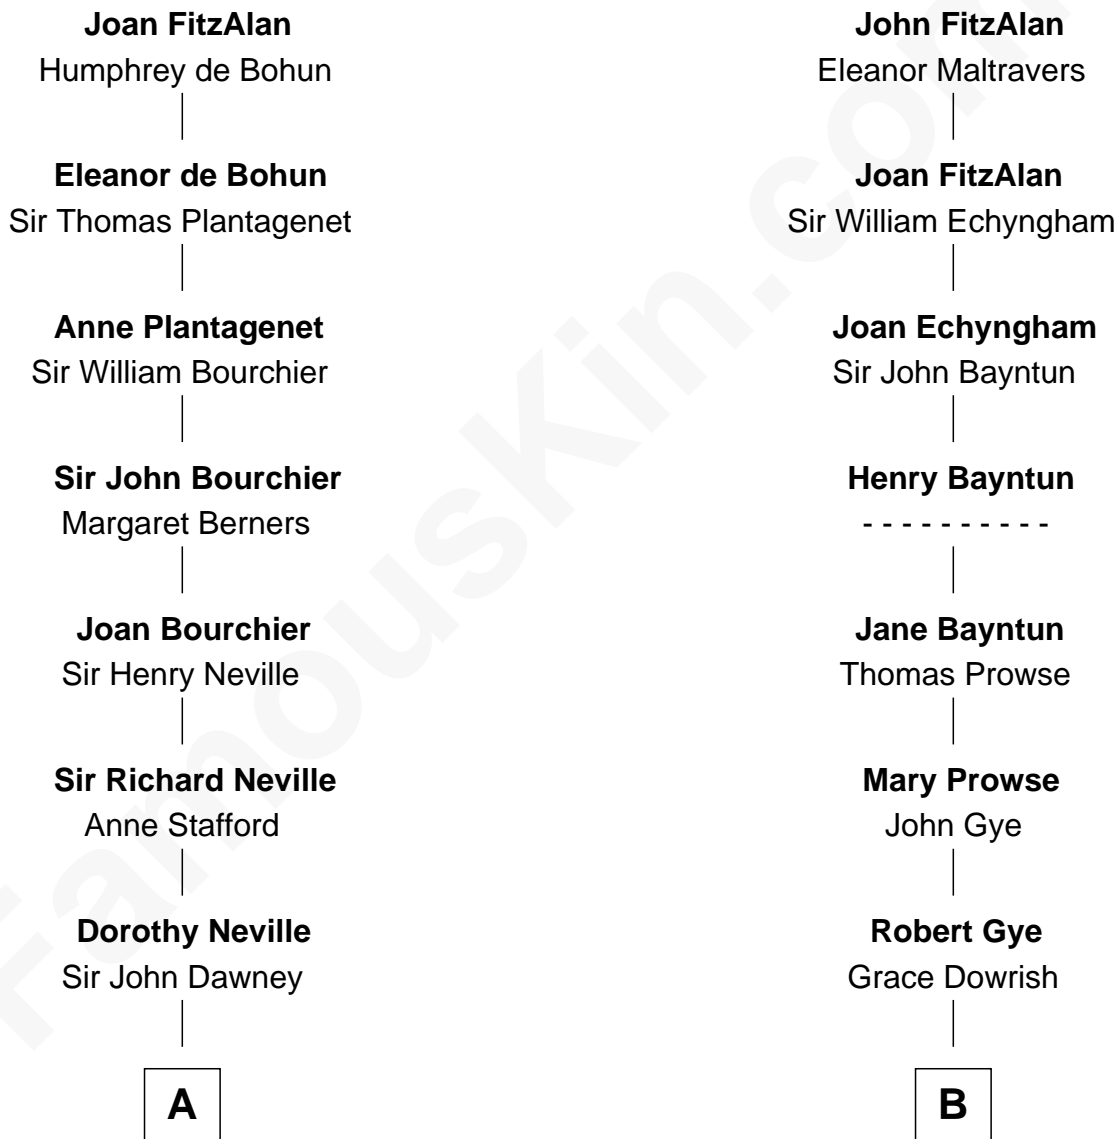 Joan FitzAlan
Humphrey de Bohun
Eleanor de Bohun
Sir Thomas Plantagenet
Anne Plantagenet
Sir William Bourchier
Sir John Bourchier
Margaret Berners
Joan Bourchier
Sir Henry Neville
Sir Richard Neville
Anne Stafford
Dorothy Neville
Sir John Dawney
A
John FitzAlan
Eleanor Maltravers
Joan FitzAlan
Sir William Echyngham
Joan Echyngham
Sir John Bayntun
Henry Bayntun
- - - - - - - - - -
Jane Bayntun
Thomas Prowse
Mary Prowse
John Gye
Robert Gye
Grace Dowrish
B
FamousKin.com